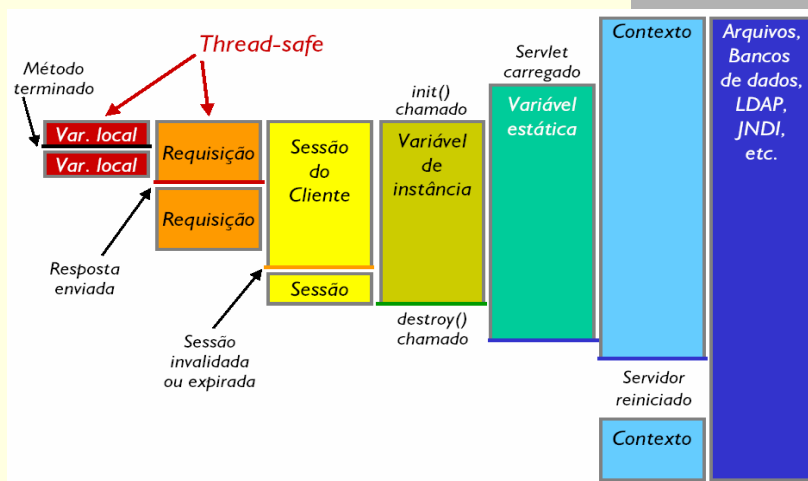 Thread-safe
Método
terminado
Var. local
Var. local
Requisição
Requisição
Resposta
enviada
Sessão
do
Cliente
Sessão
Sessão
invalidada
ou expirada
init()
chamado
Variável
de
instância
destroy()
chamado
Servlet
carregado
Variável
estática
Contexto
Servidor
reiniciado
Contexto
Arquivos,
Bancos
de dados,
LDAP,
JNDI,
etc.